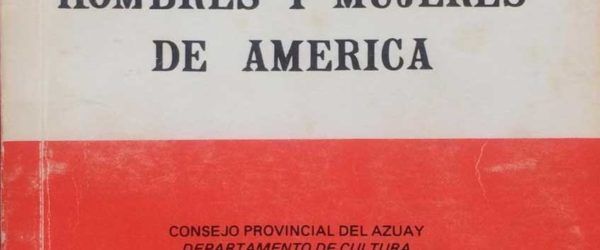 HOMBRES Y MUJERES
DE AMERICA
CONSEJO PROVINCIAL DEL AZUAY
DEPARTAMENTO DE CULTURA